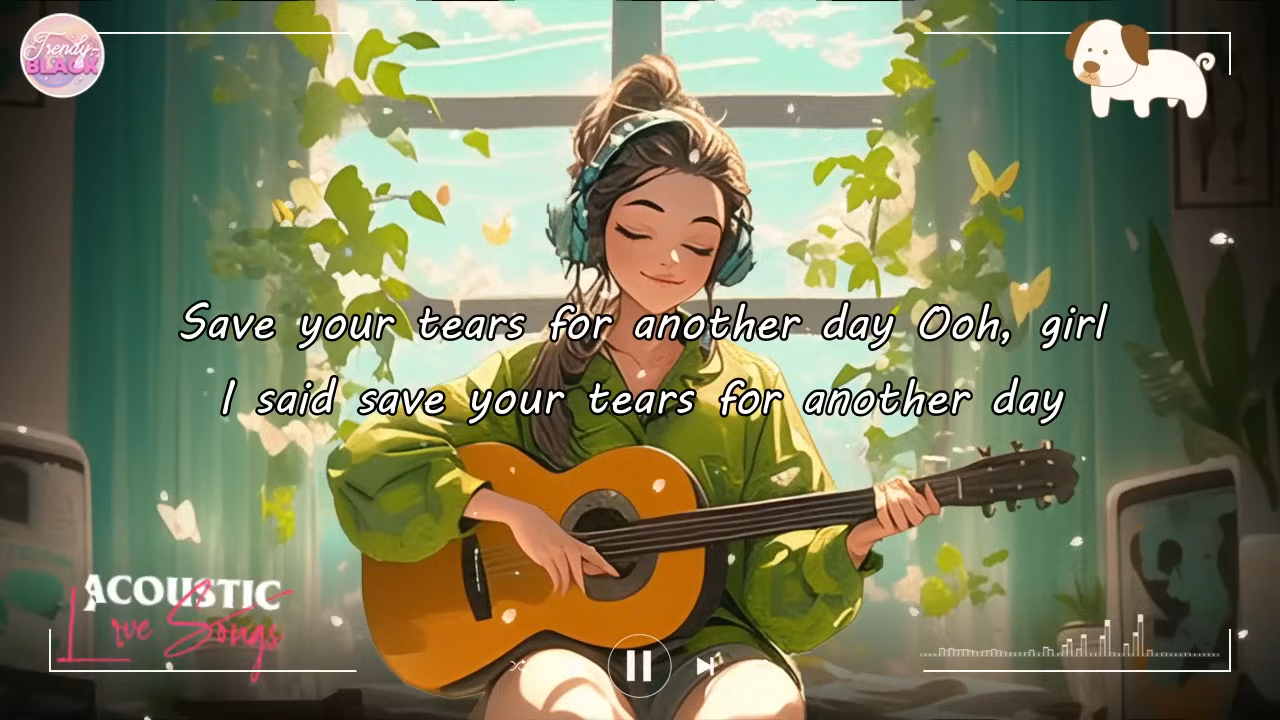 Trendy-
BLACK
Save your tears for another day Ooh, girl
I said save your tears for another day
ACOUSTIC
Love Songs